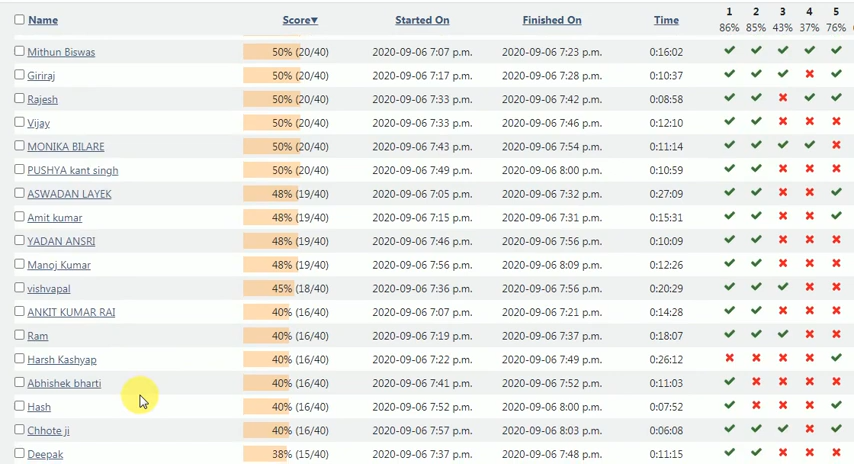 Name Score▼ Started On Finished On Time 1 2 3 4 5
86% 85% 43% 37% 76%
Mithun Biswas 50% (20/40) 2020-09-06 7:07 p.m. 2020-09-06 7:23 p.m. 0:16:02
Giriraj 50% (20/40) 2020-09-06 7:17 p.m. 2020-09-06 7:28 p.m. 0:10:37
Rajesh 50% (20/40) 2020-09-06 7:33 p.m. 2020-09-06 7:42 p.m. 0:08:58
Vijay 50% (20/40) 2020-09-06 7:33 p.m. 2020-09-06 7:46 p.m. 0:12:10
MONIKA BILARE 50% (20/40) 2020-09-06 7:43 p.m. 2020-09-06 7:54 p.m. 0:11:14
PUSHYA kant singh 50% (20/40) 2020-09-06 7:49 p.m. 2020-09-06 8:00 p.m. 0:10:59
ASWADAN LAYEK 48% (19/40) 2020-09-06 7:05 p.m. 2020-09-06 7:32 p.m. 0:27:09
Amit kumar 48% (19/40) 2020-09-06 7:15 p.m. 2020-09-06 7:31 p.m. 0:15:31
YADAN ANSRI 48% (19/40) 2020-09-06 7:46 p.m. 2020-09-06 7:56 p.m. 0:10:09
Manoj Kumar 48% (19/40) 2020-09-06 7:56 p.m. 2020-09-06 8:09 p.m. 0:12:26
vishvapal 45% (18/40) 2020-09-06 7:36 p.m. 2020-09-06 7:56 p.m. 0:20:29
ANKIT KUMAR RAI 40% (16/40) 2020-09-06 7:07 p.m. 2020-09-06 7:21 p.m. 0:14:28
Ram 40% (16/40) 2020-09-06 7:19 p.m. 2020-09-06 7:37 p.m. 0:18:07
Harsh Kashyap 40% (16/40) 2020-09-06 7:22 p.m. 2020-09-06 7:49 p.m. 0:26:12
Abhishek bharti 40% (16/40) 2020-09-06 7:41 p.m. 2020-09-06 7:52 p.m. 0:11:03
Hash 40% (16/40) 2020-09-06 7:52 p.m. 2020-09-06 8:00 p.m. 0:07:52
Chhote ji 40% (16/40) 2020-09-06 7:57 p.m. 2020-09-06 8:03 p.m. 0:06:08
Deepak 38% (15/40) 2020-09-06 7:37 p.m. 2020-09-06 7:48 p.m. 0:11:15